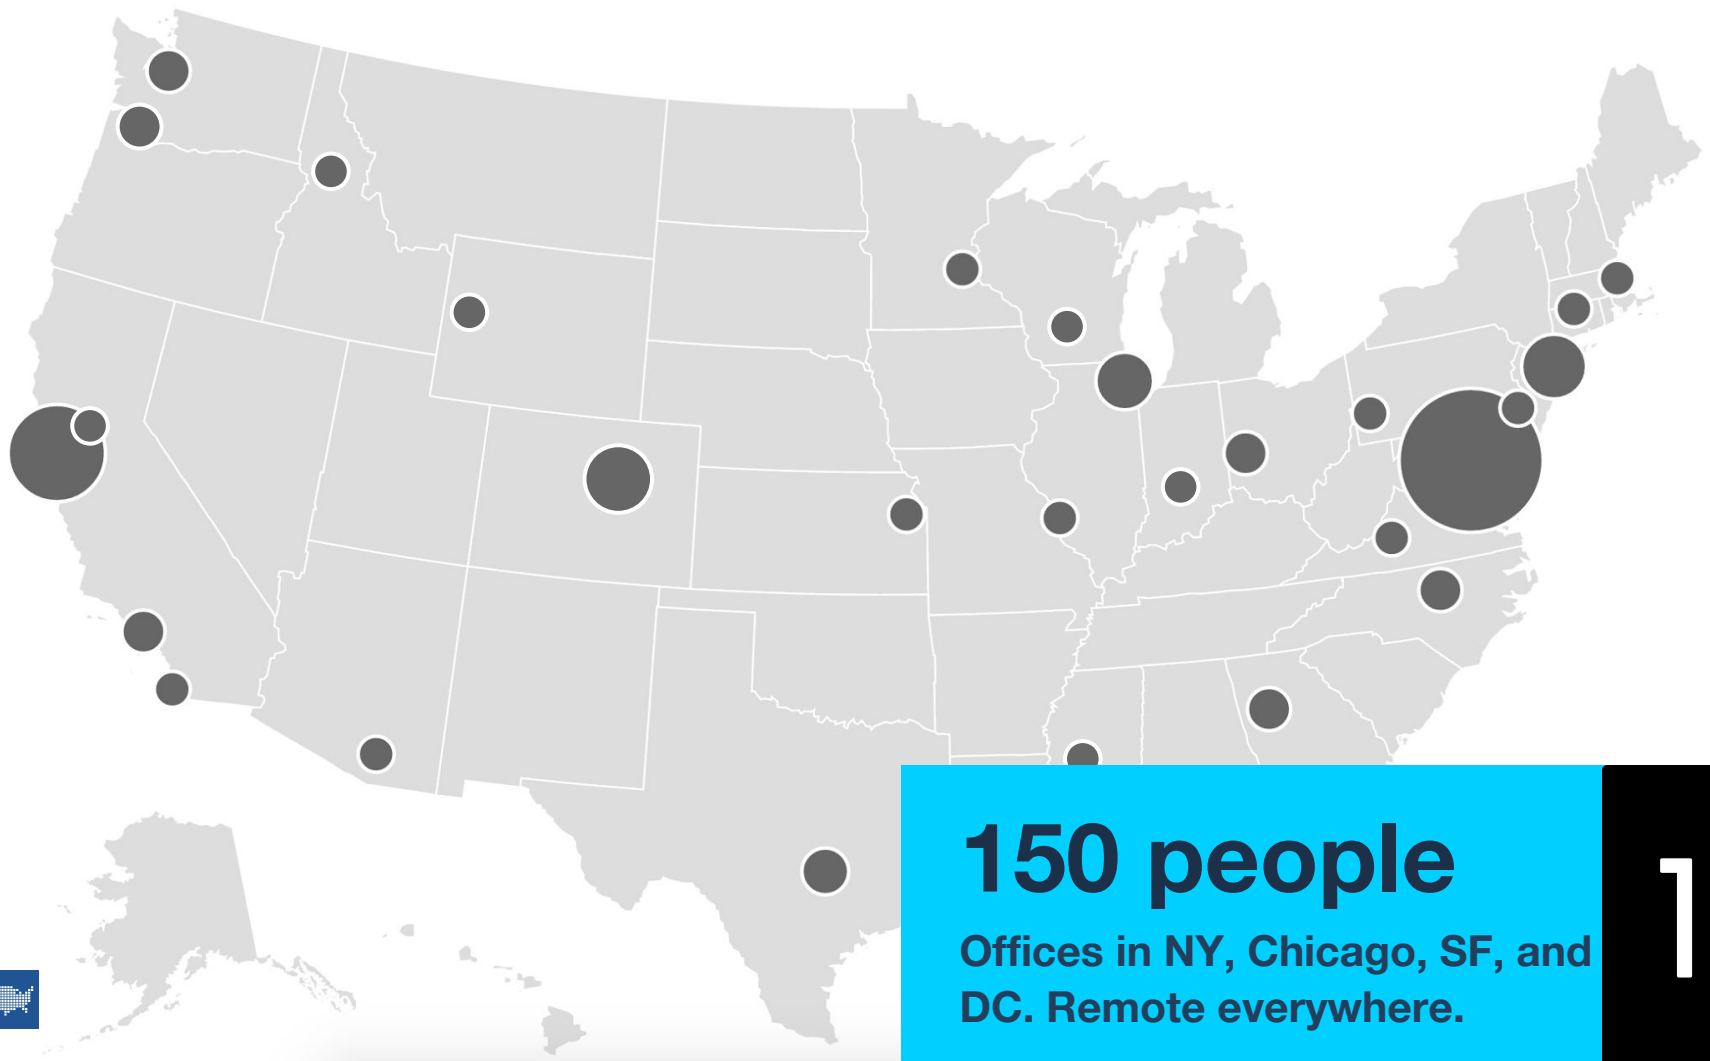 150 people
Offices in NY, Chicago, SF, and
DC. Remote everywhere.
1